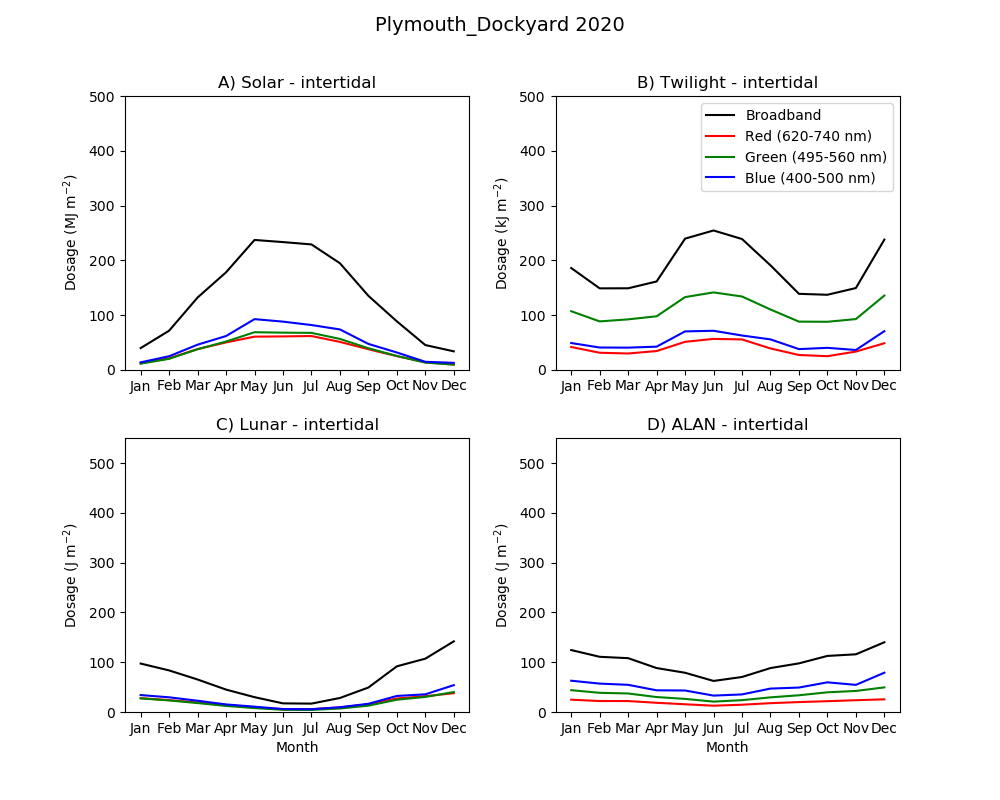 Plymouth_Dockyard 2020
A) Solar - intertidal
500
400
300
200
100
0
Dosage (MJ m⁻²)
Jan Feb Mar Apr May Jun Jul Aug Sep Oct Nov Dec
B) Twilight - intertidal
500
400
300
200
100
0
Dosage (kJ m⁻²)
Broadband
Red (620-740 nm)
Green (495-560 nm)
Blue (400-500 nm)
Jan Feb Mar Apr May Jun Jul Aug Sep Oct Nov Dec
C) Lunar - intertidal
500
400
300
200
100
0
Dosage (J m⁻²)
Jan Feb Mar Apr May Jun Jul Aug Sep Oct Nov Dec
Month
D) ALAN - intertidal
500
400
300
200
100
0
Dosage (J m⁻²)
Jan Feb Mar Apr May Jun Jul Aug Sep Oct Nov Dec
Month